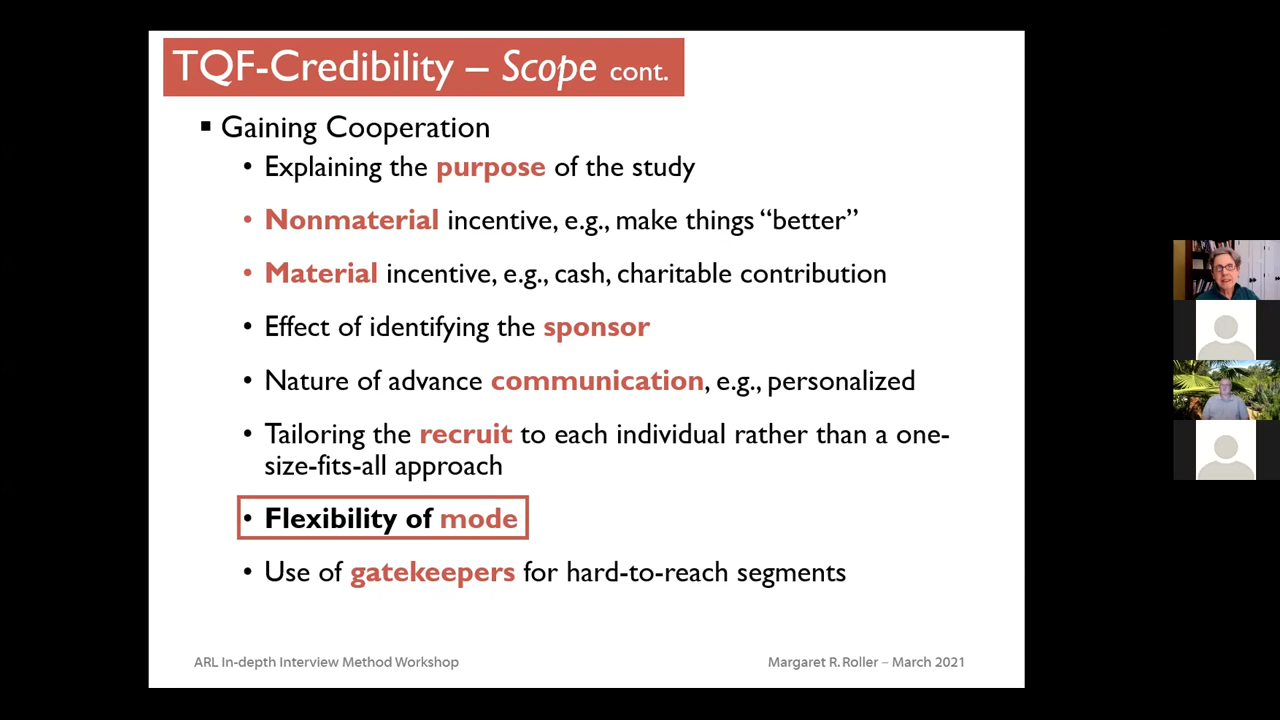 TQF-Credibility – Scope cont.
▪ Gaining Cooperation
• Explaining the purpose of the study
• Nonmaterial incentive, e.g., make things “better”
• Material incentive, e.g., cash, charitable contribution
• Effect of identifying the sponsor
• Nature of advance communication, e.g., personalized
• Tailoring the recruit to each individual rather than a one-
size-fits-all approach
• Flexibility of mode
• Use of gatekeepers for hard-to-reach segments
ARL In-depth Interview Method Workshop
Margaret R. Roller – March 2021